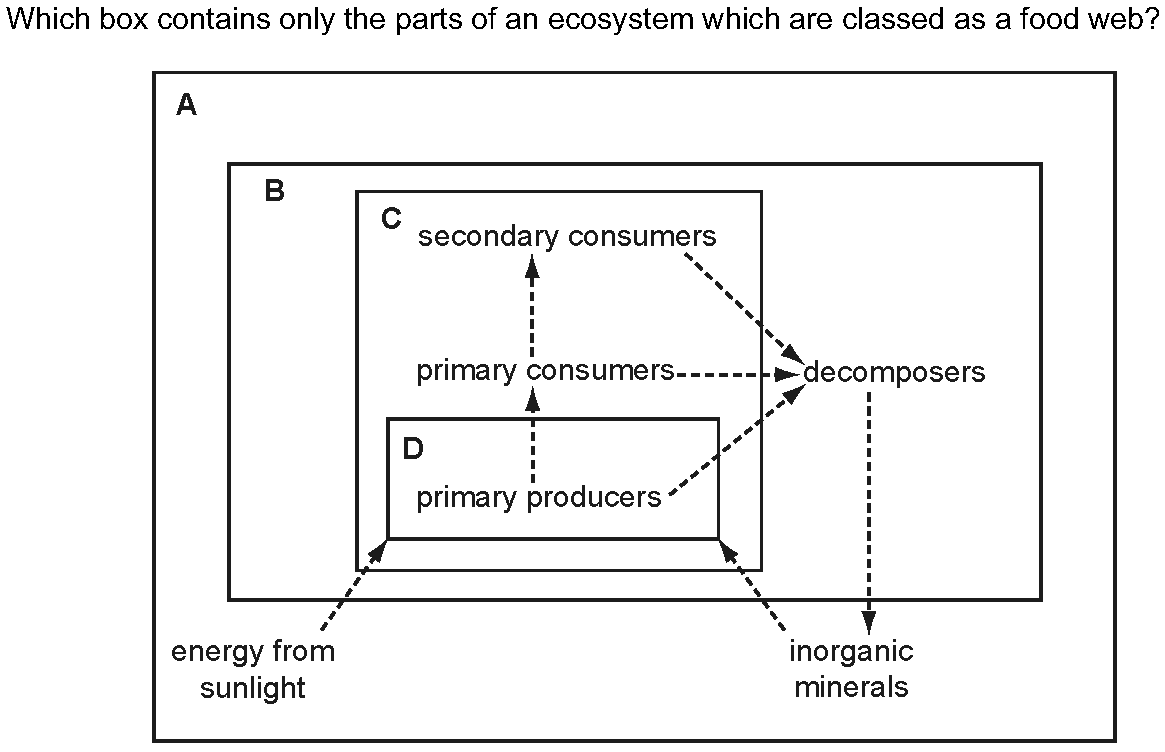 Which box contains only the parts of an ecosystem which are classed as a food web?
A
B
C
secondary consumers
primary consumers
decomposers
D
primary producers
energy from
sunlight
inorganic
minerals